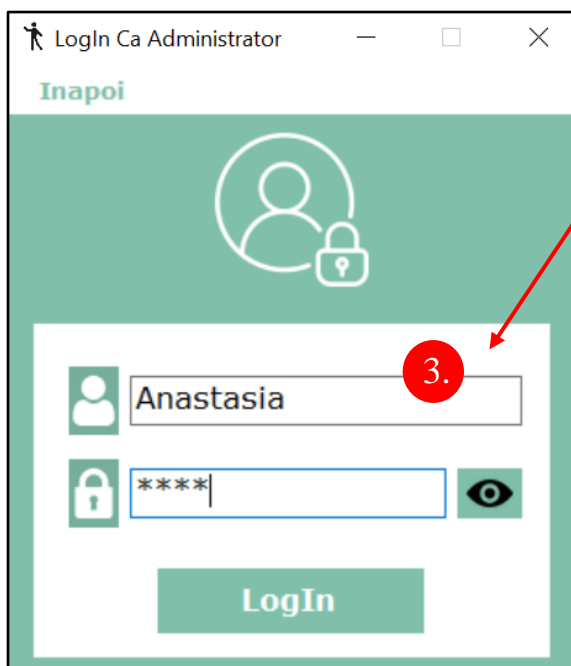 LogIn Ca Administrator
Inapoi
3.
Anastasia
****
LogIn